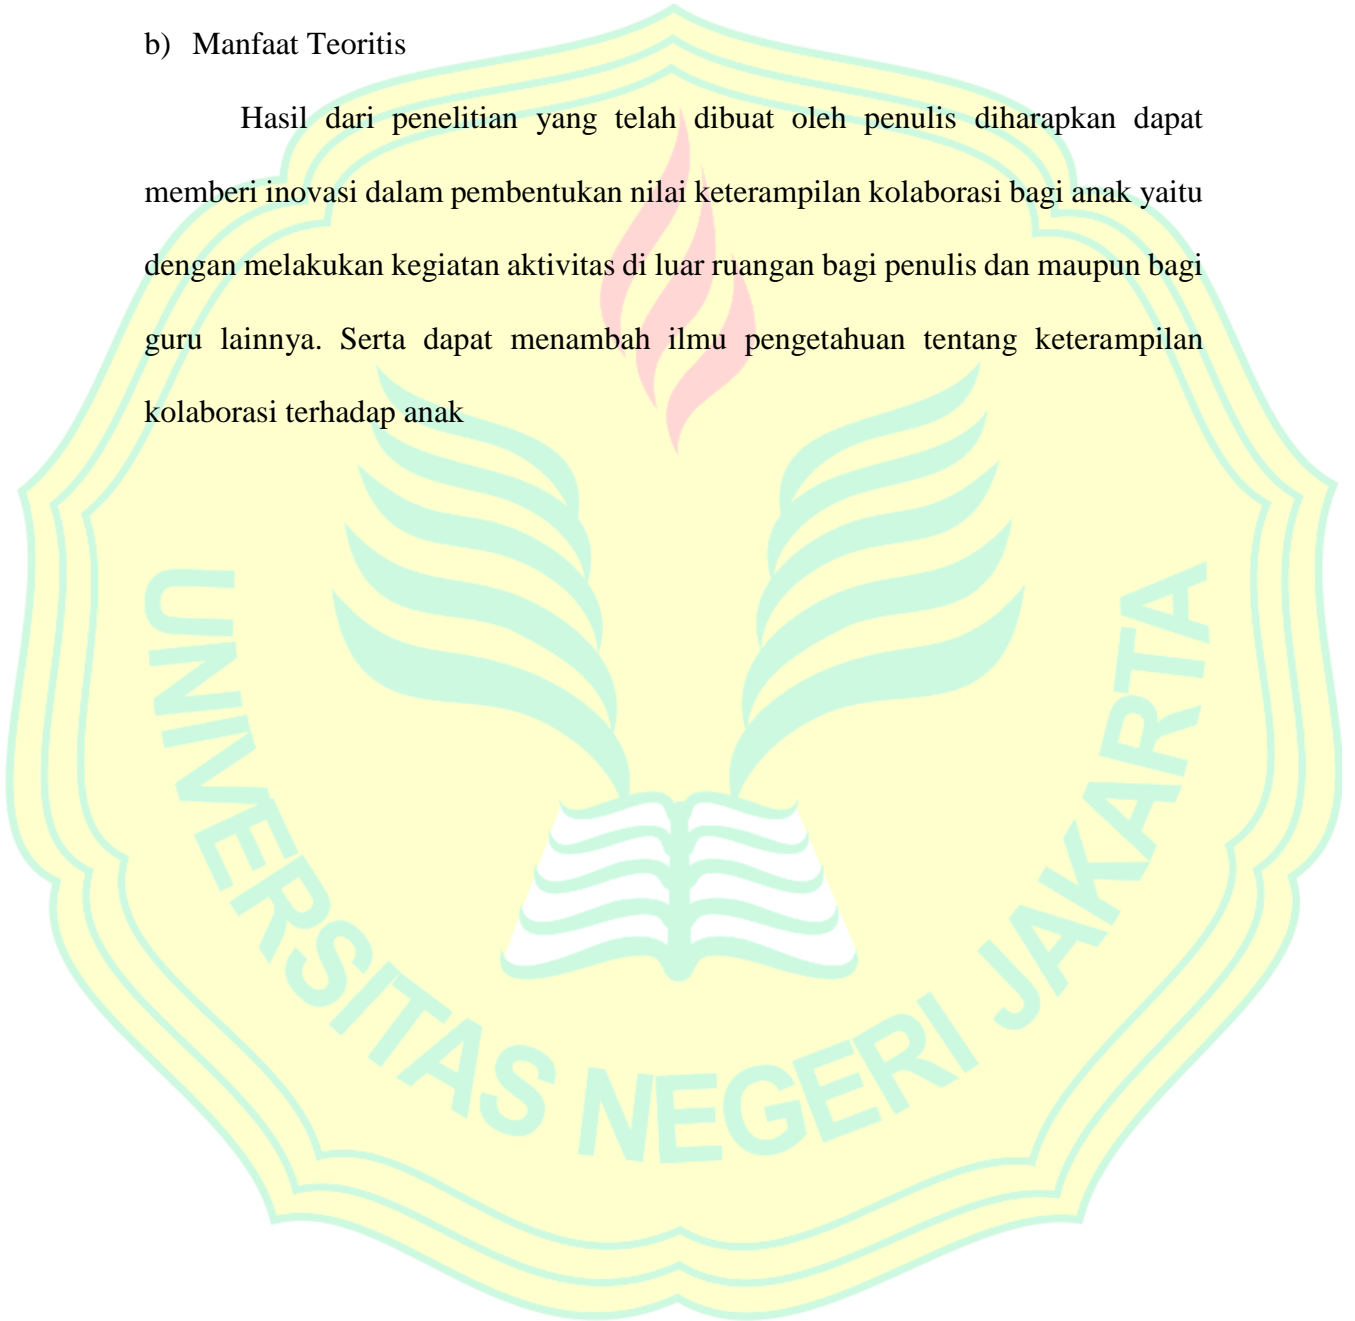 b) Manfaat Teoritis
Hasil dari penelitian yang telah dibuat oleh penulis diharapkan dapat
memberi inovasi dalam pembentukan nilai keterampilan kolaborasi bagi anak yaitu
dengan melakukan kegiatan aktivitas di luar ruangan bagi penulis dan maupun bagi
guru lainnya. Serta dapat menambah ilmu pengetahuan tentang keterampilan
kolaborasi terhadap anak
UNIVERSITAS NEGERI JAKARTA